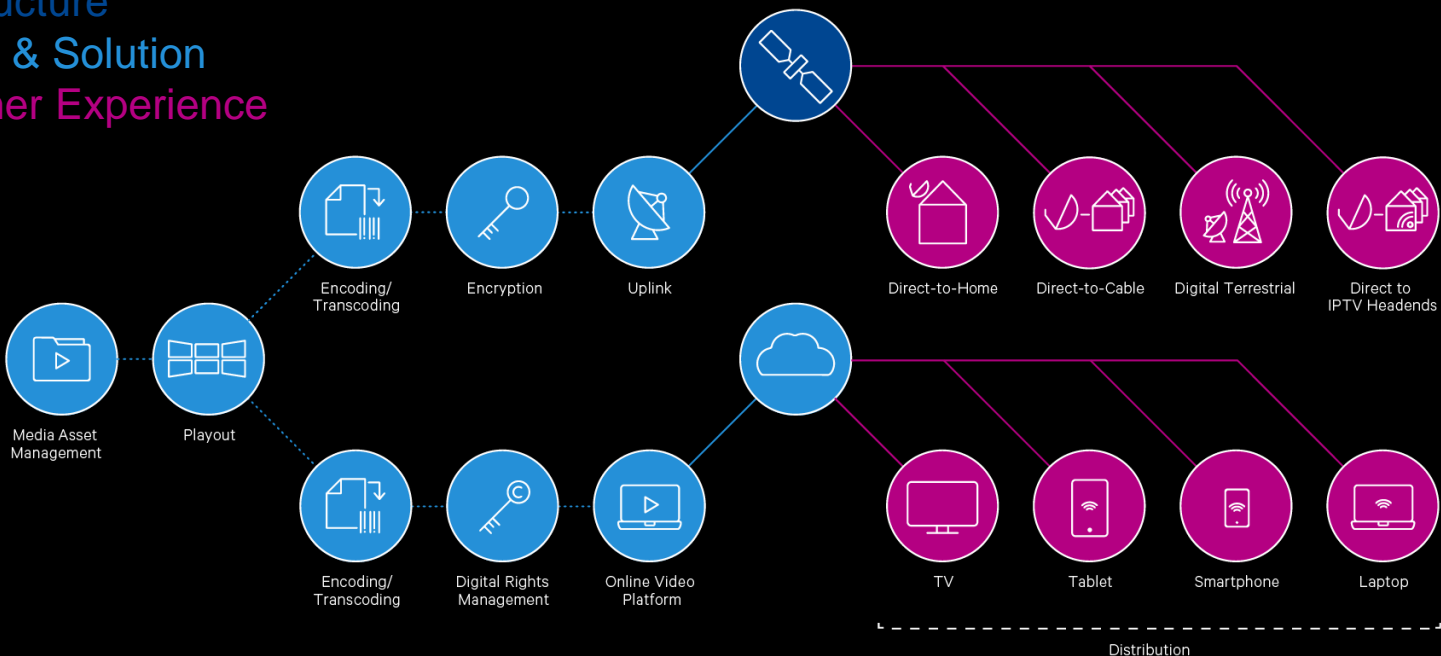 ucture
& Solution
ner Experience
Encoding/
Transcoding
Encryption
Uplink
Direct-to-Home
Direct-to-Cable
Digital Terrestrial
Direct to
IPTV Headends
Media Asset
Management
Playout
Encoding/
Transcoding
Digital Rights
Management
Online Video
Platform
TV
Tablet
Smartphone
Laptop
Distribution